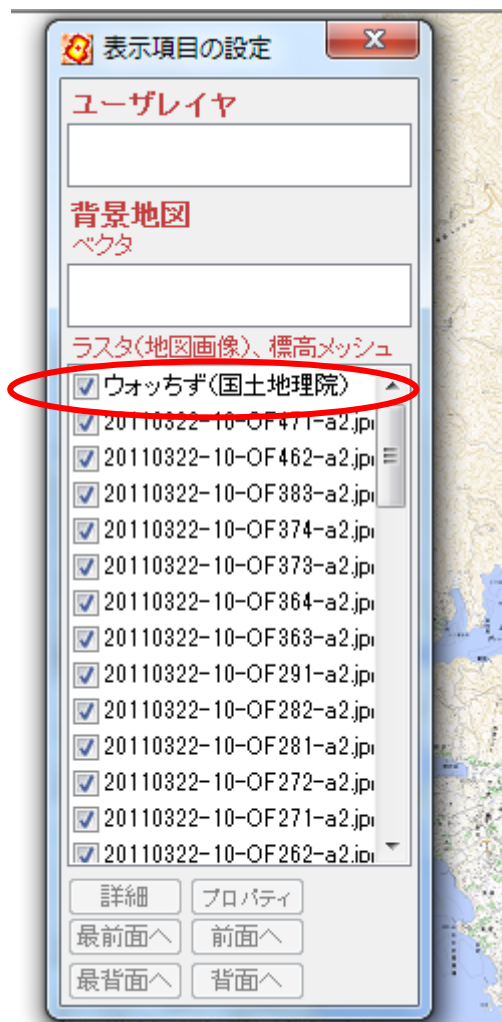 表示項目の設定
ユーザレイヤ
背景地図
ベクタ
ラスタ(地図画像)、標高メッシュ
ウォッちず(国土地理院)
20110322-10-OF471-a2.jp
20110322-10-OF462-a2.jp
20110322-10-OF383-a2.jp
20110322-10-OF374-a2.jp
20110322-10-OF373-a2.jp
20110322-10-OF364-a2.jp
20110322-10-OF363-a2.jp
20110322-10-OF291-a2.jp
20110322-10-OF282-a2.jp
20110322-10-OF281-a2.jp
20110322-10-OF272-a2.jp
20110322-10-OF271-a2.jp
20110322-10-OF262-a2.jp
詳細 プロパティ
最前面へ 前面へ
最背面へ 背面へ